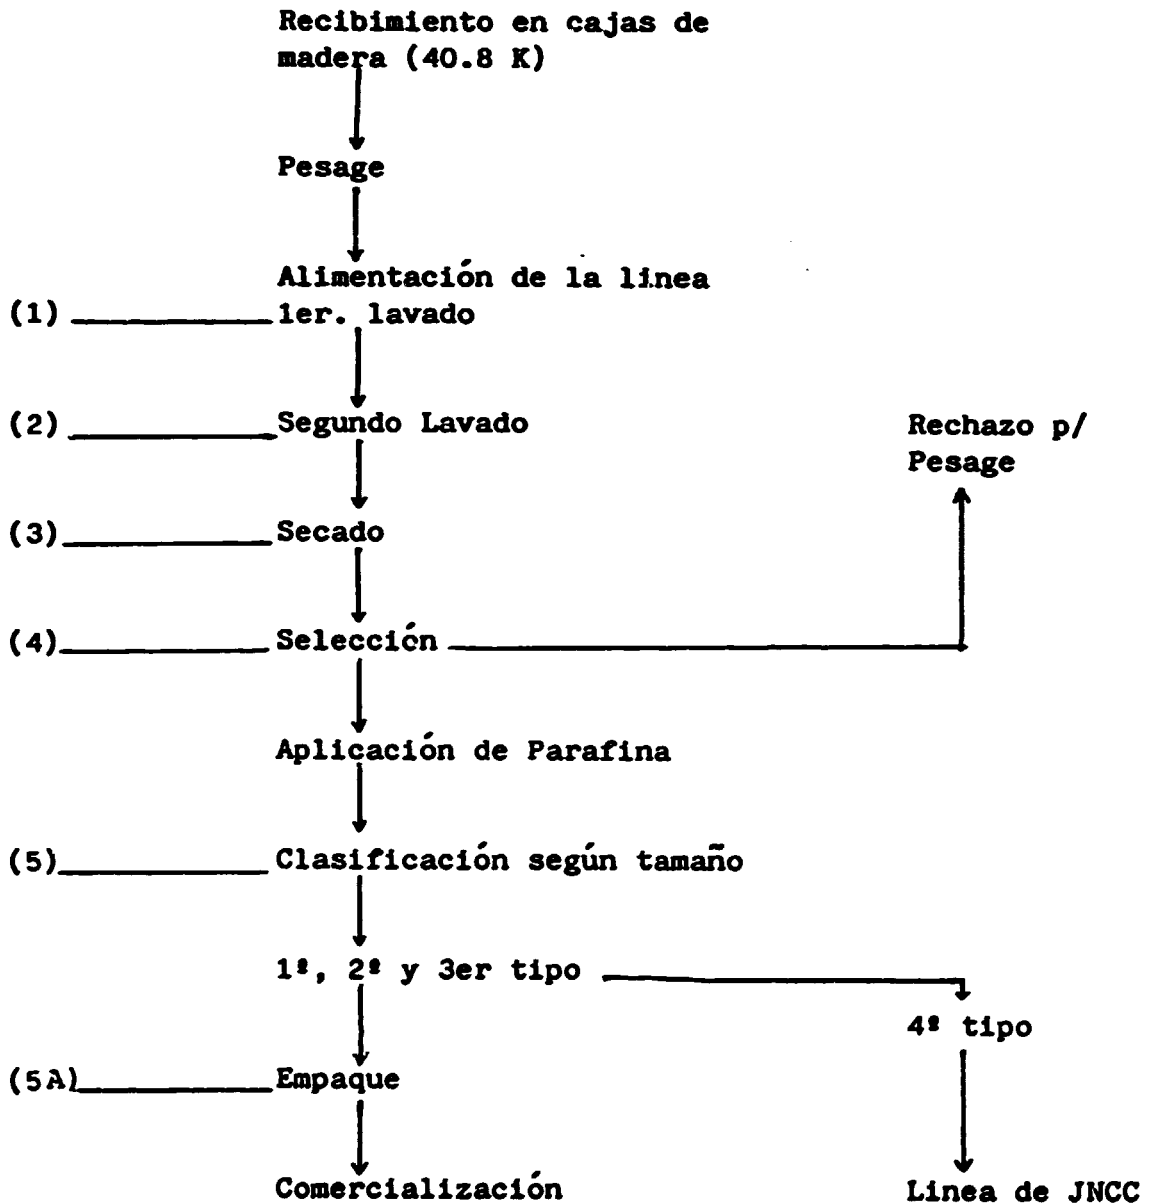 Recibimiento en cajas de
madera (40.8 K)
Pesage
Alimentación de la linea
(1) 1er. lavado
(2) Segundo Lavado
Rechazo p/
Pesage
(3) Secado
(4) Selección
Aplicación de Parafina
(5) Clasificación según tamaño
1º, 2º y 3er tipo
4º tipo
(5A) Empaque
Comercialización
Linea de JNCC